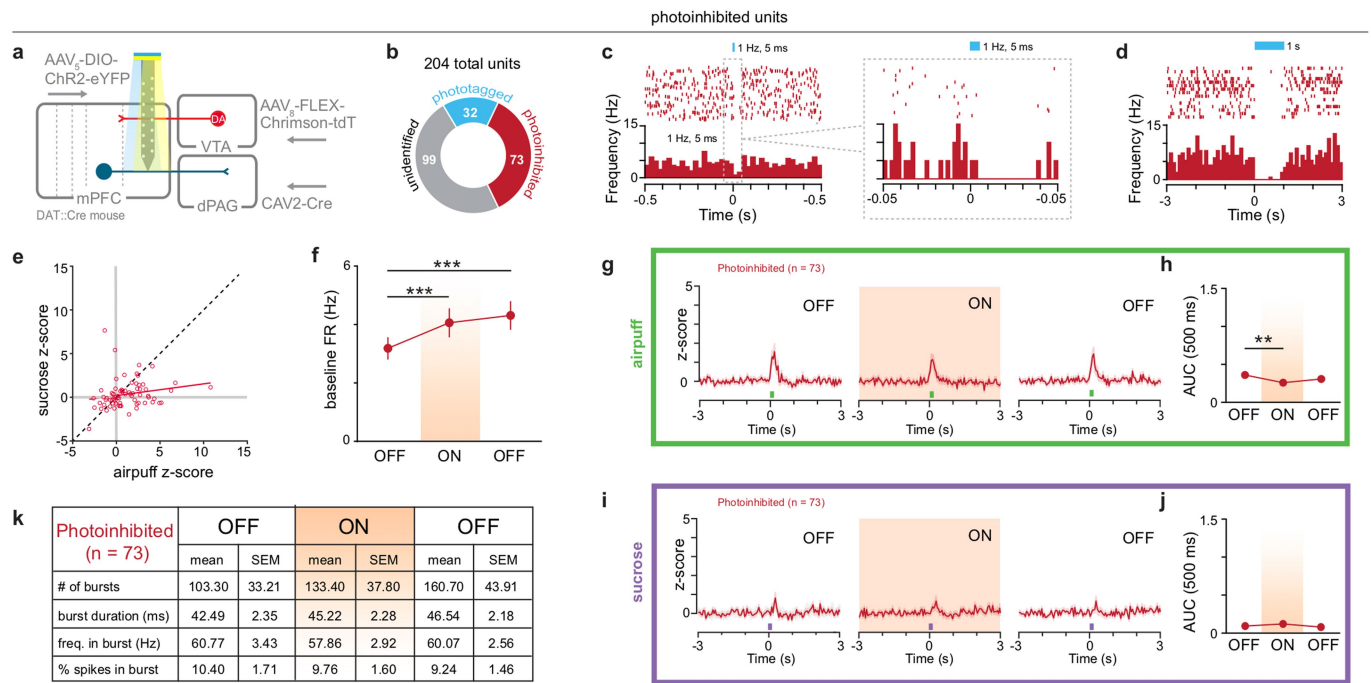 photoinhibited units
a
AAV5-DIO-
ChR2-eYFP
DA
VTA
AAV8-FLEX-
Chrimson-tdT
mPFC
dPAG
CAV2-Cre
DAT::Cre mouse
b
204 total units
phototagged
32
unidentified
99
photoinhibited
73
c
1 Hz, 5 ms
Frequency (Hz)
15
0
1 Hz, 5 ms
-0.5 0 -0.5
Time (s)
1 Hz, 5 ms
-0.05 0 -0.05
Time (s)
d
1 s
Frequency (Hz)
15
0
-3 0 3
Time (s)
e
sucrose z-score
15
10
5
0
-5
-5 0 5 10 15
airpuff z-score
f
baseline FR (Hz)
6
0
***
***
OFF ON OFF
g
airpuff
Photoinhibited (n = 73)
z-score
5
0
OFF
ON
OFF
-3 0 3
Time (s)
-3 0 3
Time (s)
-3 0 3
Time (s)
h
AUC (500 ms)
1.5
0
**
OFF ON OFF
i
sucrose
Photoinhibited (n = 73)
z-score
5
0
OFF
ON
OFF
-3 0 3
Time (s)
-3 0 3
Time (s)
-3 0 3
Time (s)
j
AUC (500 ms)
1.5
0
OFF ON OFF
k
Photoinhibited
(n = 73)
OFF ON OFF
mean SEM mean SEM mean SEM
# of bursts 103.30 33.21 133.40 37.80 160.70 43.91
burst duration (ms) 42.49 2.35 45.22 2.28 46.54 2.18
freq. in burst (Hz) 60.77 3.43 57.86 2.92 60.07 2.56
% spikes in burst 10.40 1.71 9.76 1.60 9.24 1.46